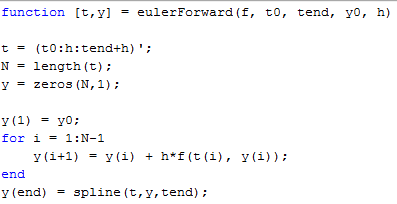 function [t,y] = eulerForward(f, t0, tend, y0, h)
t = (t0:h:tend+h)';
N = length(t);
y = zeros(N,1);
y(1) = y0;
for i = 1:N-1
y(i+1) = y(i) + h*f(t(i), y(i));
end
y(end) = spline(t,y,tend);